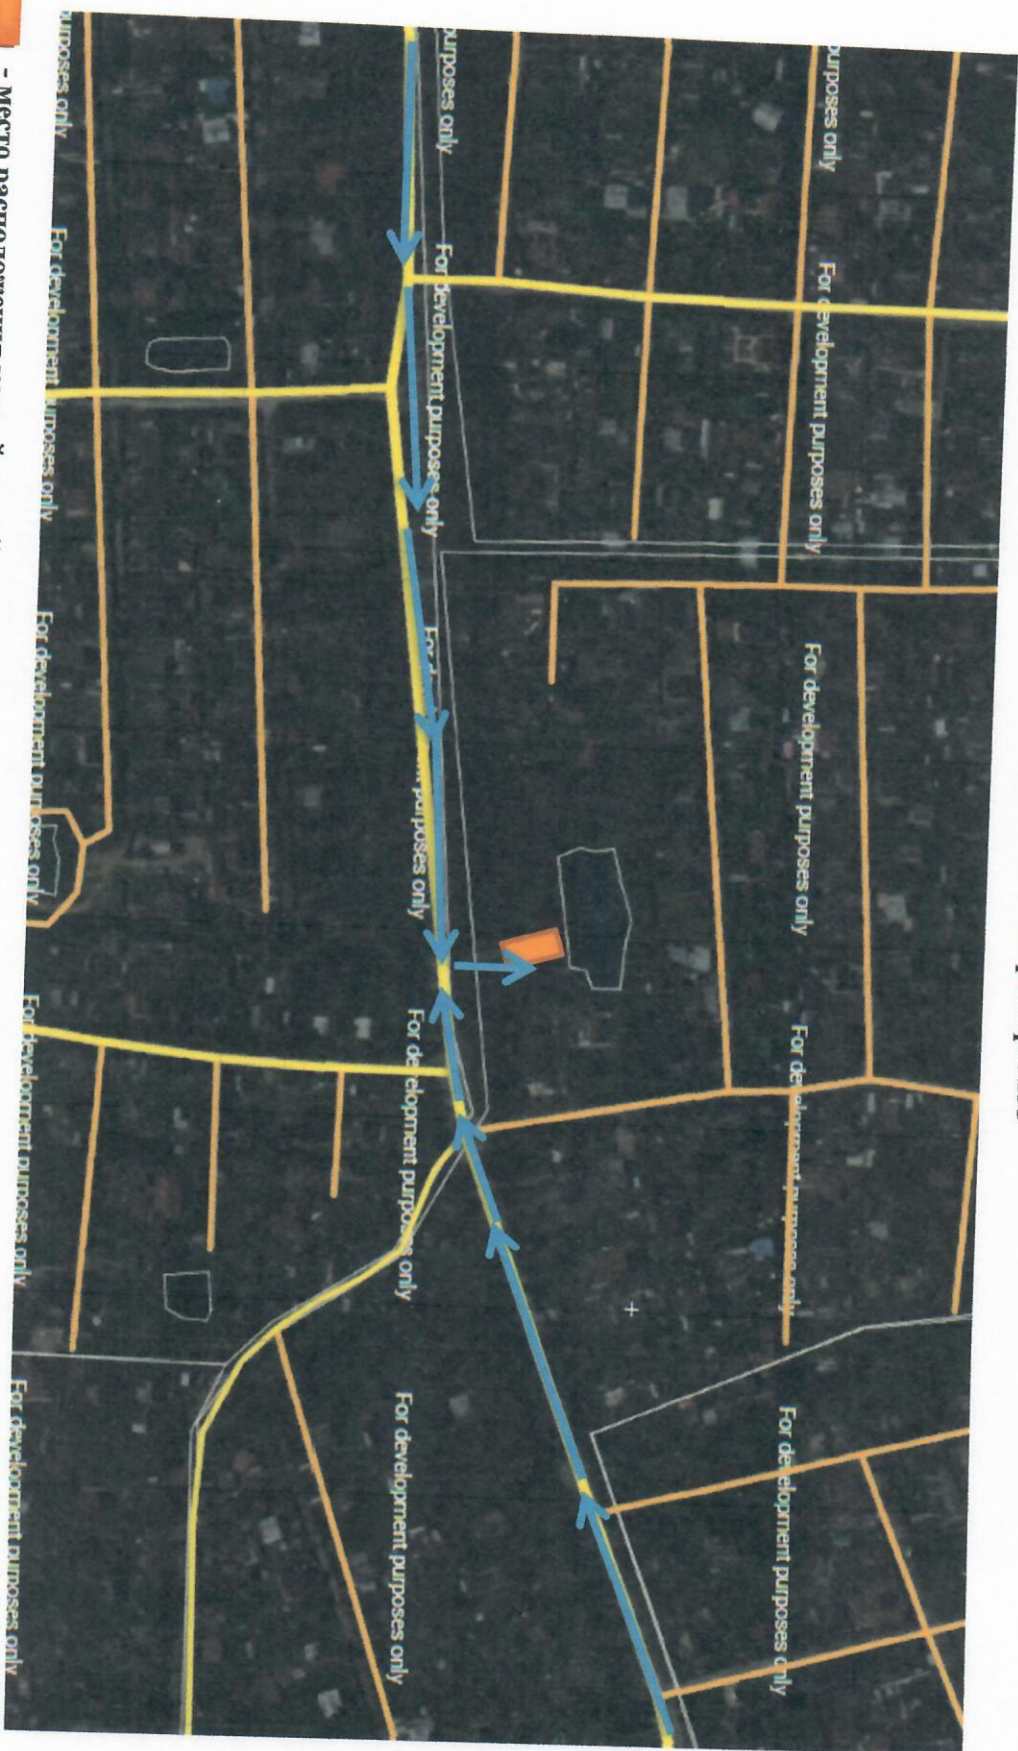 purposes only For development purposes only For development purposes only For development purposes only For development purposes only
purposes only For development purposes only For purposes only For development purposes only For development purposes only
purposes only For development purposes only For development purposes only For development purposes only For development purposes only
- Место расположения